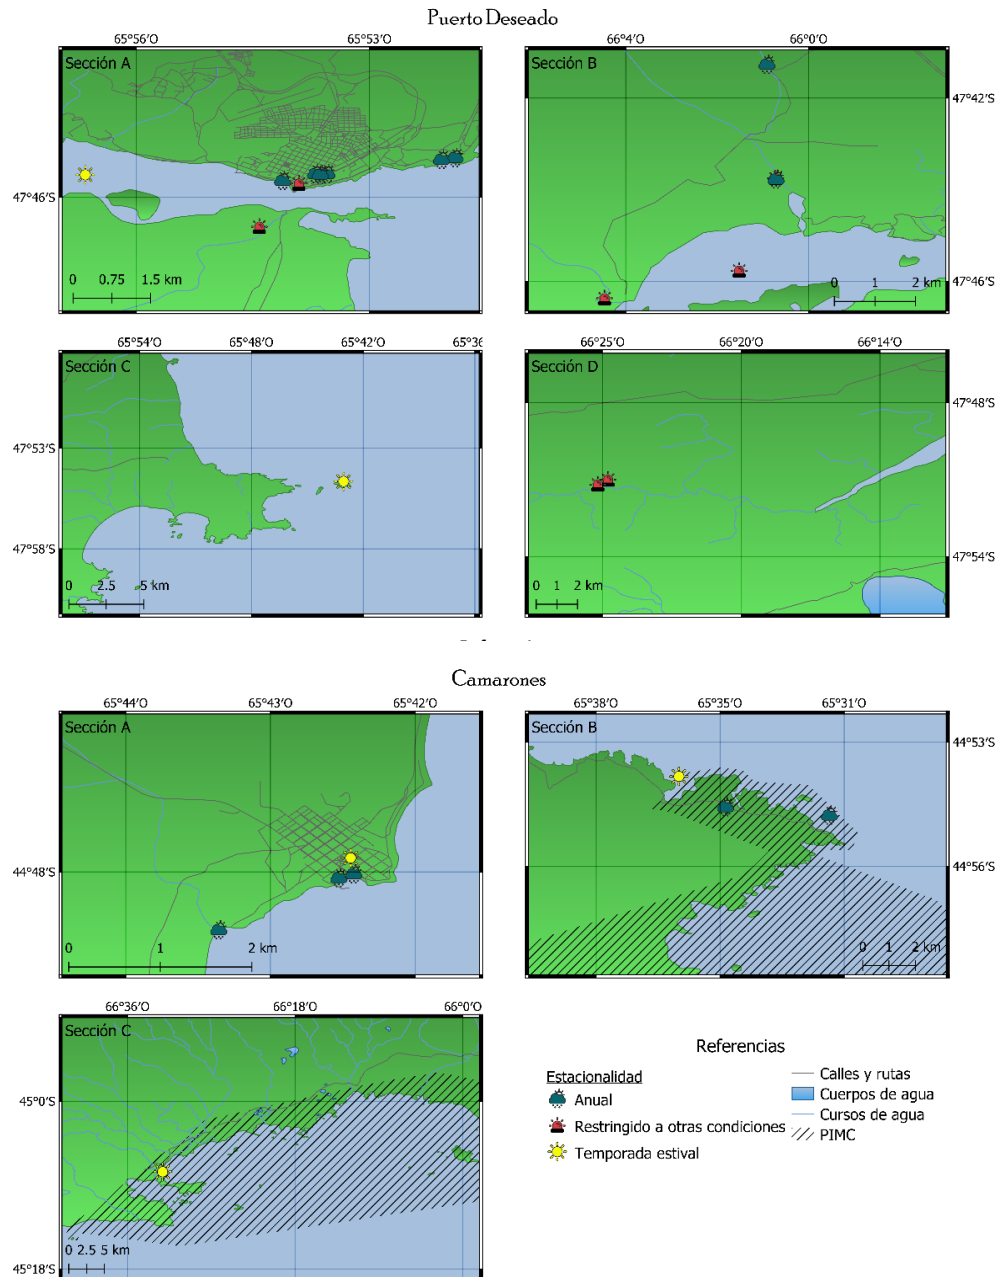 Puerto Deseado
65°56'O 65°53'O
Sección A
47°46'S
0 0.75 1.5 km
66°4'O 66°0'O
Sección B
47°42'S
47°46'S
0 1 2 km
65°54'O 65°48'O 65°42'O 65°36
Sección C
47°53'S
47°58'S
0 2.5 5 km
66°25'O 66°20'O 66°14'O
Sección D
47°48'S
47°54'S
0 1 2 km
Camarones
65°44'O 65°43'O 65°42'O
Sección A
44°48'S
0 1 2 km
65°38'O 65°35'O 65°31'O
Sección B
44°53'S
44°56'S
0 1 2 km
66°36'O 66°18'O 66°0'O
Sección C
45°0'S
0 2.5 5 km
45°18'S
Referencias
Estacionalidad
Anual
Restringido a otras condiciones
Temporada estival
Calles y rutas
Cuerpos de agua
Cursos de agua
PIMC